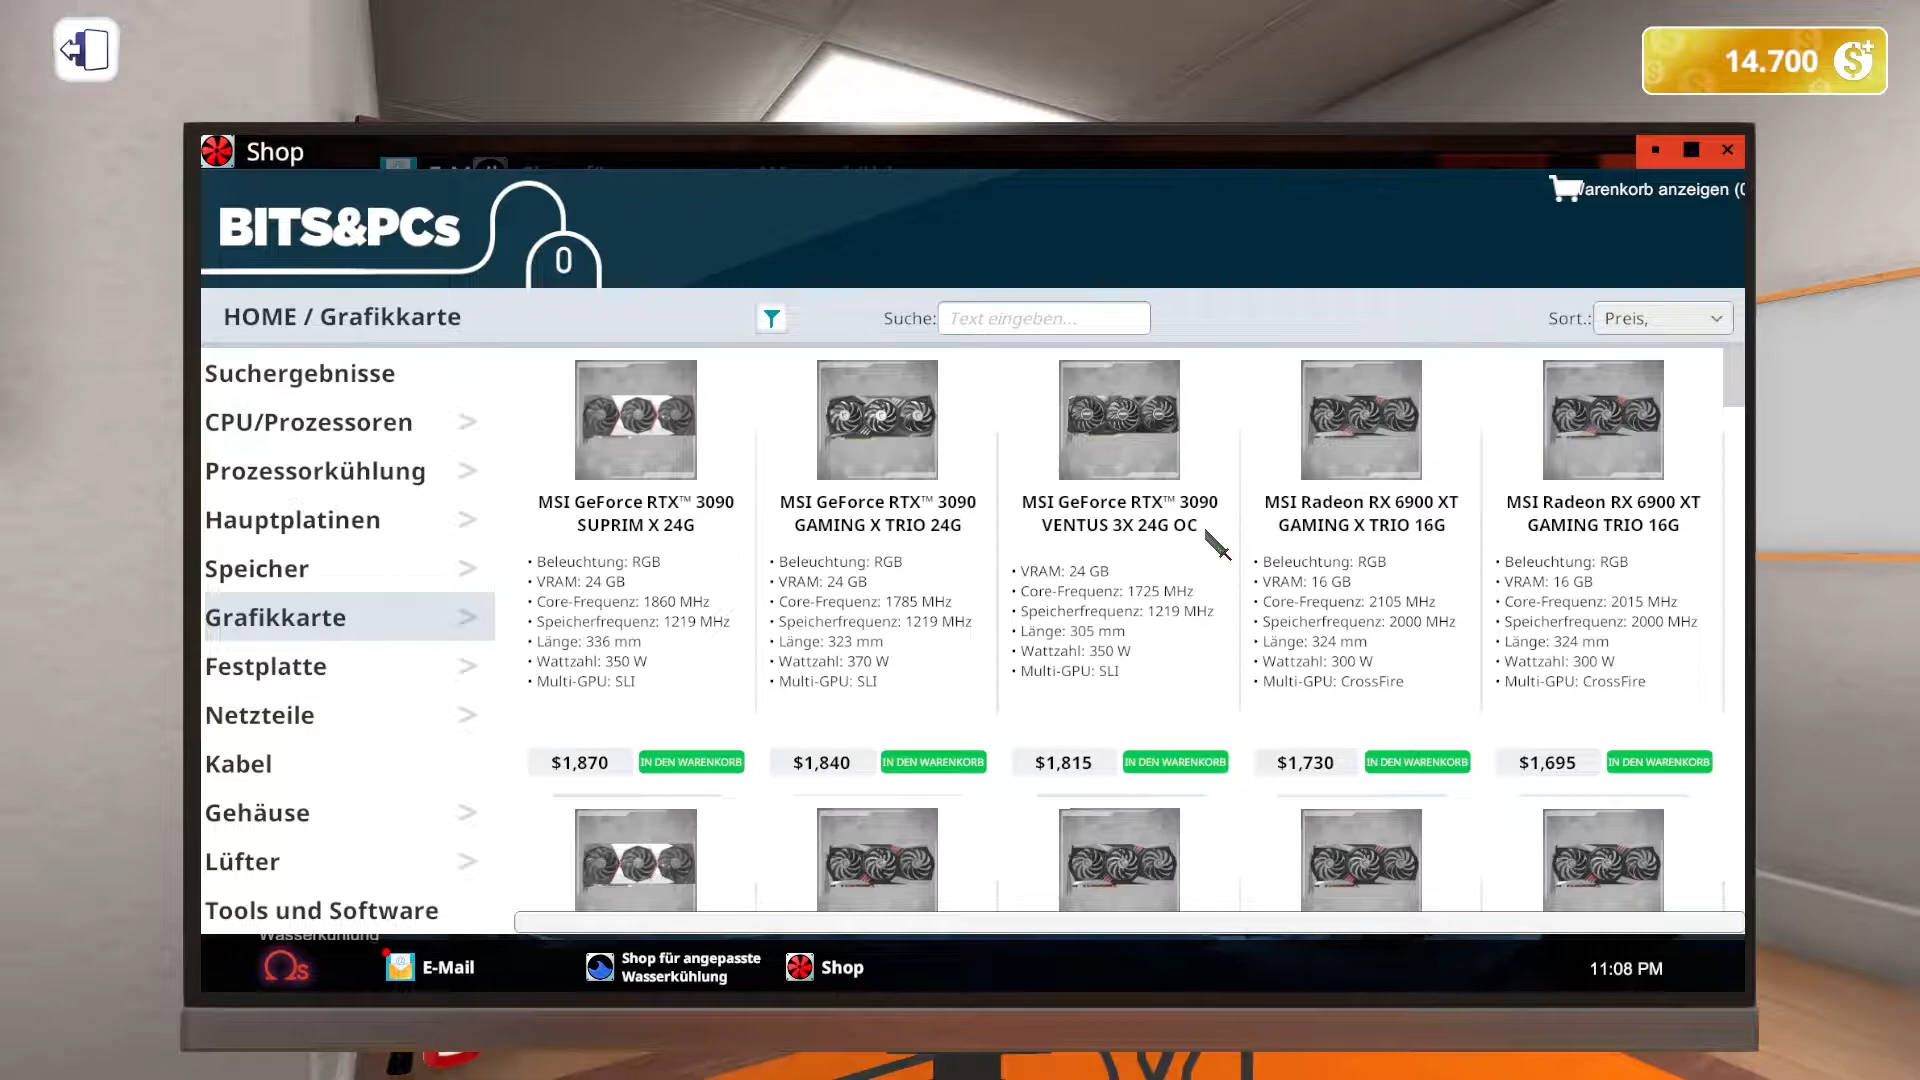 14.700
Shop
arenkorb anzeigen (0
BITS&PCs
HOME / Grafikkarte
Suche:
Text eingeben...
Sort.:
Preis,
Suchergebnisse
CPU/Prozessoren
Prozessorkühlung
Hauptplatinen
Speicher
Grafikkarte
Festplatte
Netzteile
Kabel
Gehäuse
Lüfter
Tools und Software
Wasserkühlung
MSI GeForce RTX™ 3090
SUPRIM X 24G
• Beleuchtung: RGB
• VRAM: 24 GB
• Core-Frequenz: 1860 MHz
• Speicherfrequenz: 1219 MHz
• Länge: 336 mm
• Wattzahl: 350 W
• Multi-GPU: SLI
$1,870
IN DEN WARENKORB
MSI GeForce RTX™ 3090
GAMING X TRIO 24G
• Beleuchtung: RGB
• VRAM: 24 GB
• Core-Frequenz: 1785 MHz
• Speicherfrequenz: 1219 MHz
• Länge: 323 mm
• Wattzahl: 370 W
• Multi-GPU: SLI
$1,840
IN DEN WARENKORB
MSI GeForce RTX™ 3090
VENTUS 3X 24G OC
• VRAM: 24 GB
• Core-Frequenz: 1725 MHz
• Speicherfrequenz: 1219 MHz
• Länge: 305 mm
• Wattzahl: 350 W
• Multi-GPU: SLI
$1,815
IN DEN WARENKORB
MSI Radeon RX 6900 XT
GAMING X TRIO 16G
• Beleuchtung: RGB
• VRAM: 16 GB
• Core-Frequenz: 2105 MHz
• Speicherfrequenz: 2000 MHz
• Länge: 324 mm
• Wattzahl: 300 W
• Multi-GPU: CrossFire
$1,730
IN DEN WARENKORB
MSI Radeon RX 6900 XT
GAMING TRIO 16G
• Beleuchtung: RGB
• VRAM: 16 GB
• Core-Frequenz: 2015 MHz
• Speicherfrequenz: 2000 MHz
• Länge: 324 mm
• Wattzahl: 300 W
• Multi-GPU: CrossFire
$1,695
IN DEN WARENKORB
Ωs
E-Mail
Shop für angepasste
Wasserkühlung
Shop
11:08 PM